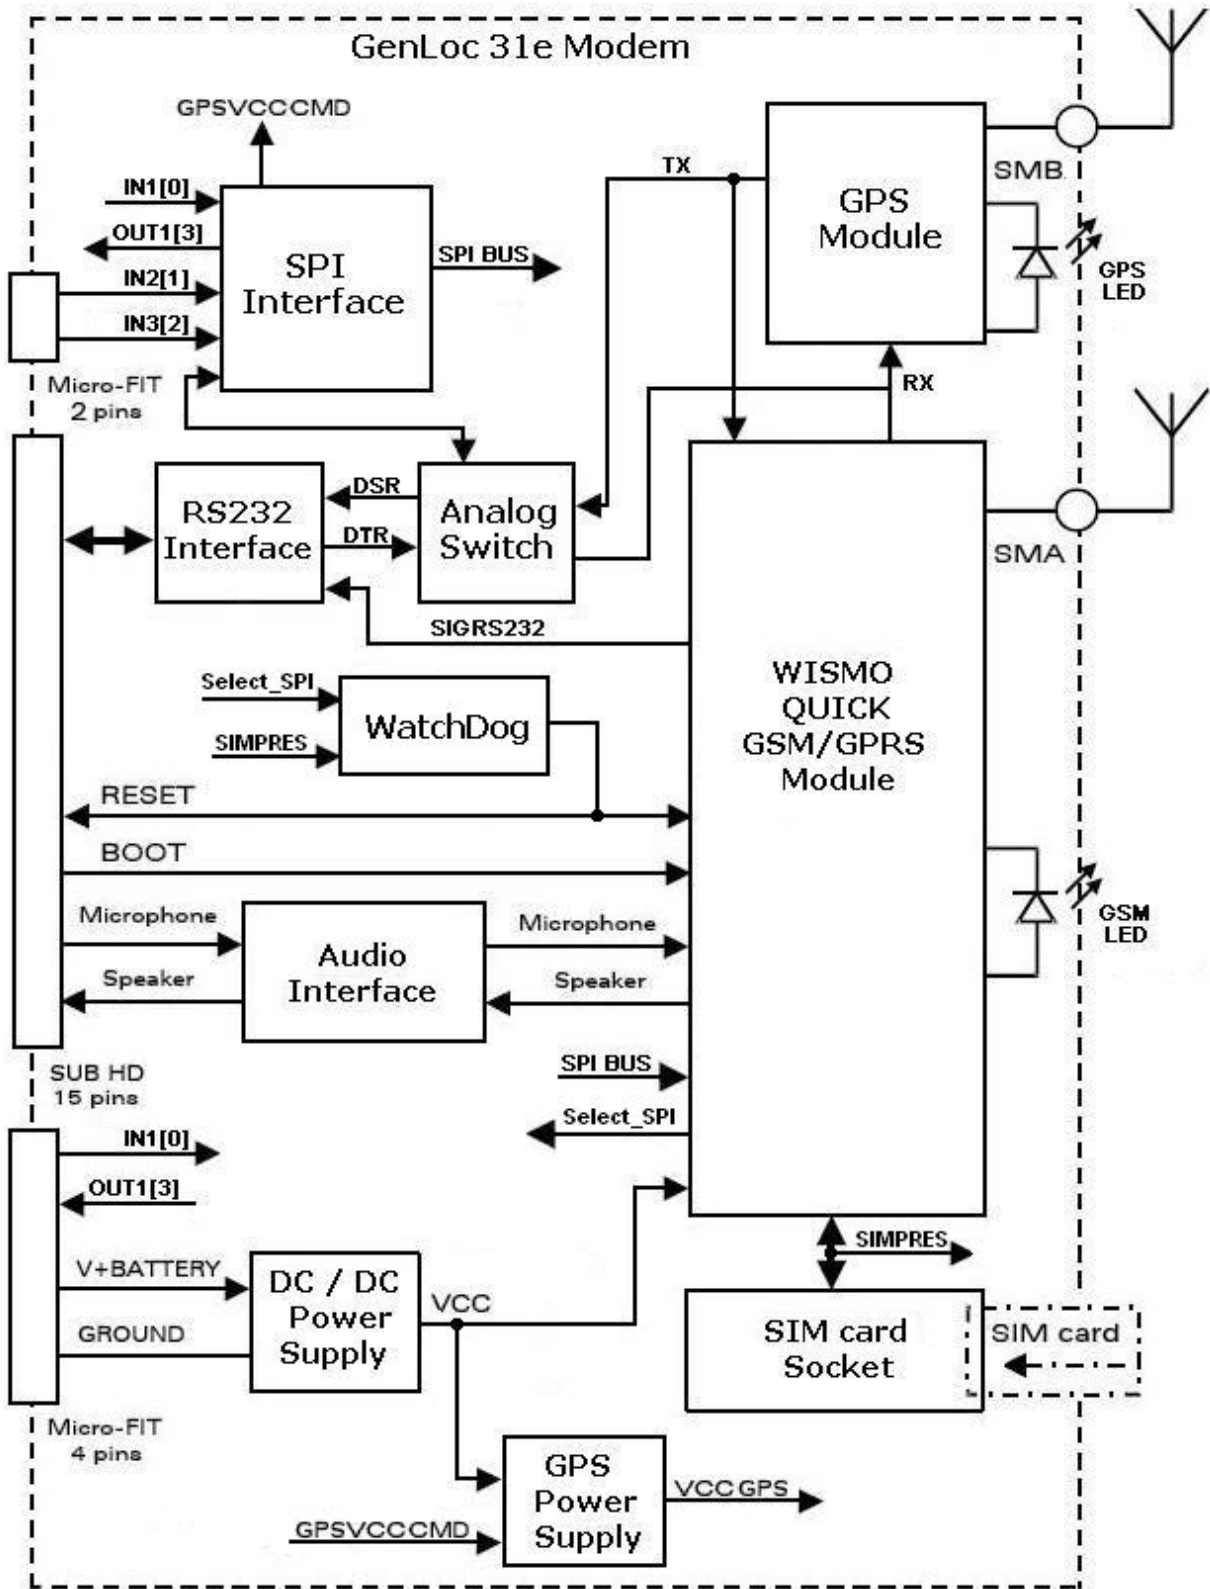 GenLoc 31e Modem
GPSVCCCMD
IN1[0]
OUT1[3]
IN2[1]
IN3[2]
SPI
Interface
SPI BUS
TX
GPS
Module
SMB
GPS
LED
Micro-FIT
2 pins
RX
RS232
Interface
DSR
DTR
Analog
Switch
SMA
SIGRS232
Select_SPI
SIMPRES
WatchDog
WISMO
QUICK
GSM/GPRS
Module
RESET
BOOT
Microphone
Speaker
Audio
Interface
Microphone
Speaker
GSM
LED
SUB HD
15 pins
SPI BUS
Select_SPI
IN1[0]
OUT1[3]
V+BATTERY
GROUND
DC / DC
Power
Supply
VCC
SIMPRES
SIM card
Socket
SIM card
Micro-FIT
4 pins
GPS
Power
Supply
VCC GPS
GPSVCCCMD